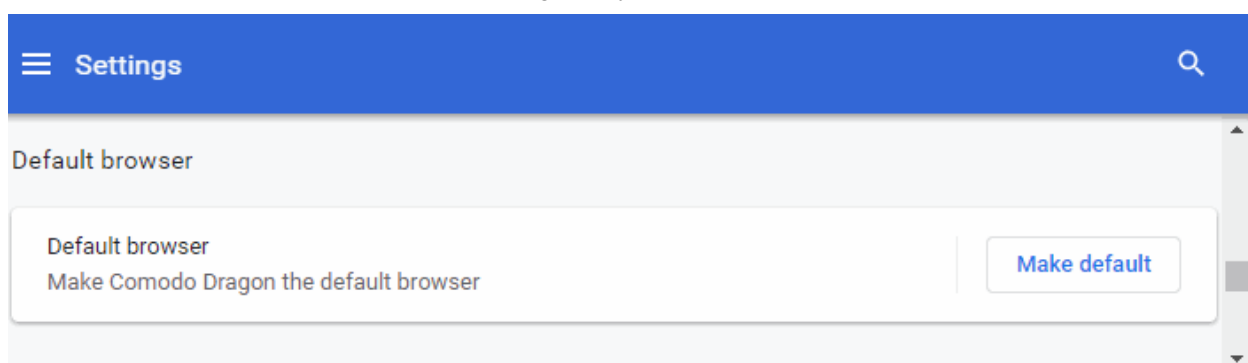 Settings
Default browser
Default browser
Make Comodo Dragon the default browser
Make default